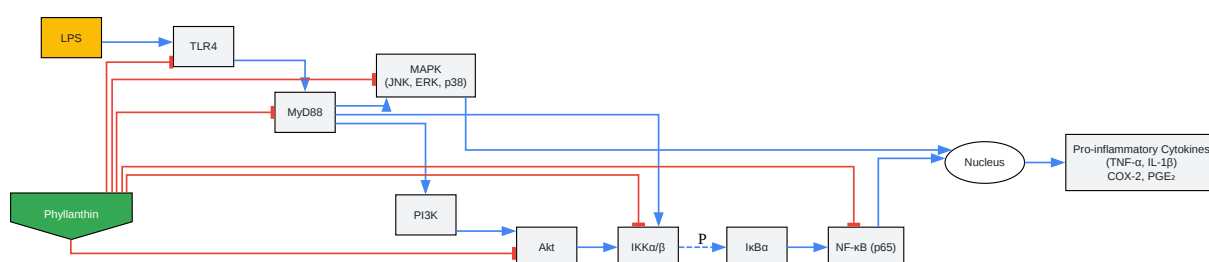 LPS
TLR4
MAPK
(JNK, ERK, p38)
MyD88
Pro-inflammatory Cytokines
(TNF-α, IL-1β)
COX-2, PGE₂
Nucleus
Phyllanthin
PI3K
Akt
IKKα/β
P
IκBα
NF-κB (p65)